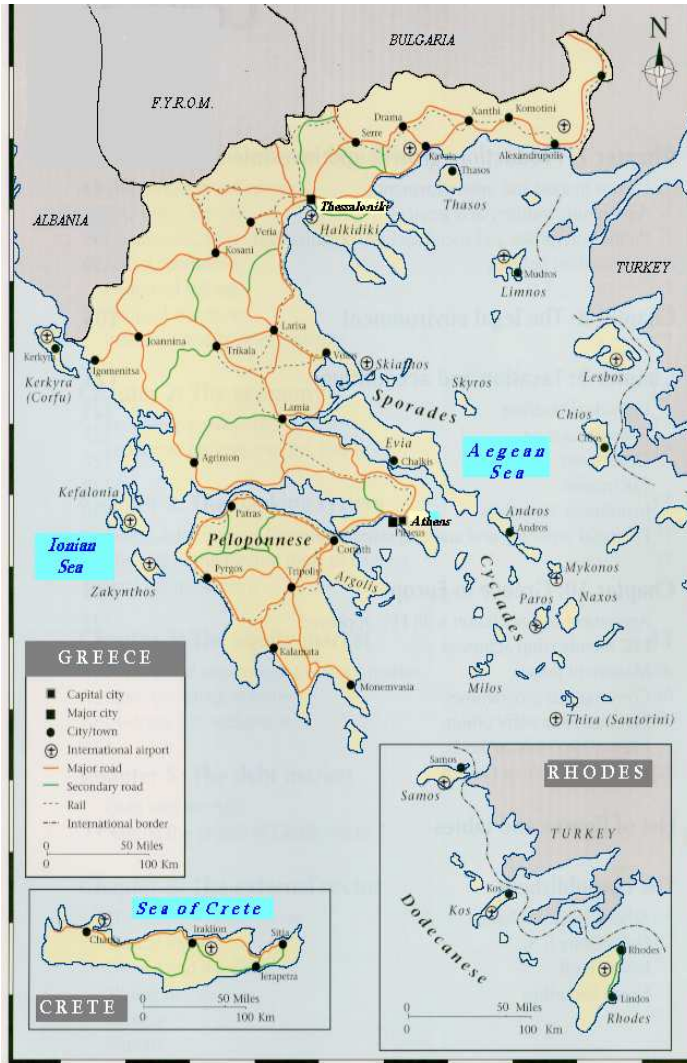 BULGARIA
N
F.Y.R.O.M.
Drama
Xanthi
Komotini
Serre
Kavala
Alexandrupolis
Thasos
Thasos
Thessaloniki
Halkidiki
Veria
Kosani
ALBANIA
TURKEY
Mudros
Limnos
Kerkyra
Kerkyra
(Corfu)
Igomenitsa
Joannina
Trikala
Larisa
Volos
Skiathos
Lesbos
Skyros
Sporades
Chios
Chios
Lamia
Evia
Chalkis
Aegean
Sea
Agrinion
Kefalonia
Patras
Athens
Piraeus
Andros
Andros
Ionian
Sea
Peloponnese
Corinth
Zakynthos
Pyrgos
Tripolis
Argolis
Mykonos
Cyclades
Paros
Naxos
Kalamata
Monemvasia
Milos
Thira (Santorini)
GREECE
Capital city
Major city
City/town
International airport
Major road
Secondary road
Rail
International border
0 50 Miles
0 100 Km
RHODES
Samos
Samos
TURKEY
Kos
Kos
Dodecanese
Rhodes
Lindos
Rhodes
0 50 Miles
0 100 Km
Sea of Crete
Chania
Iraklion
Sitia
Ierapetra
CRETE
0 50 Miles
0 100 Km